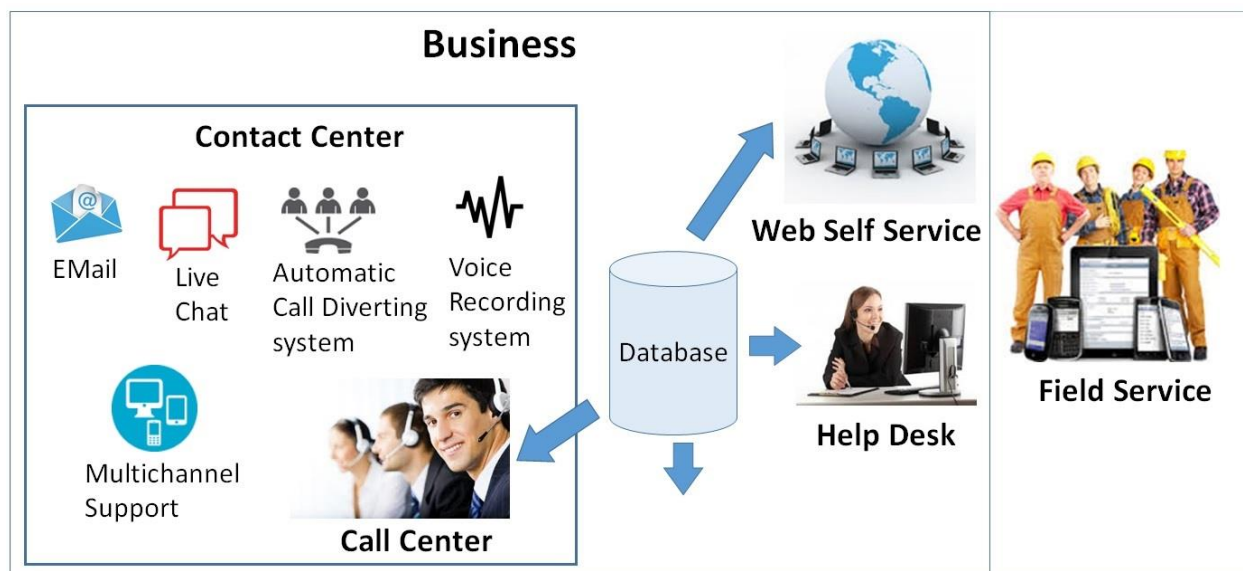 Business
Contact Center
@
EMail
Live
Chat
Automatic
Call Diverting
system
Voice
Recording
system
Multichannel
Support
Call Center
Database
Web Self Service
Help Desk
Field Service